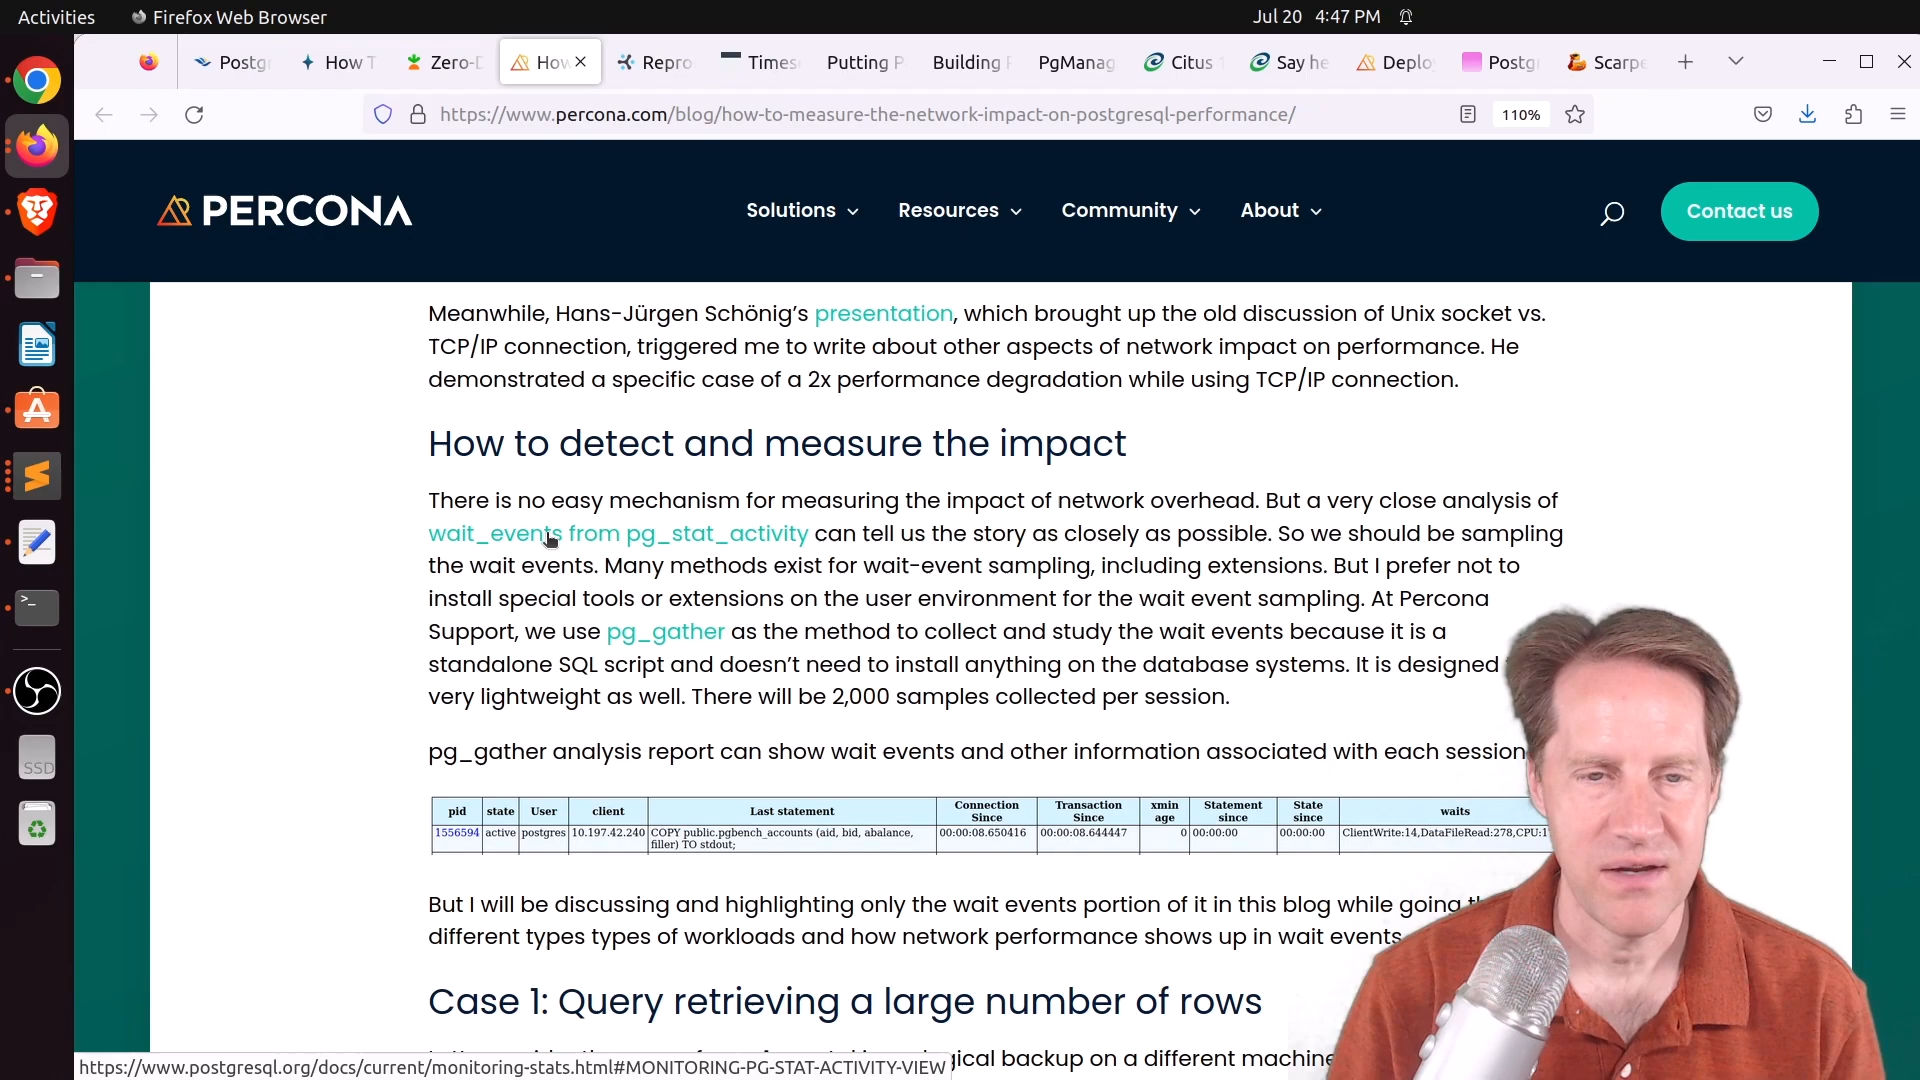 Activities
Firefox Web Browser
Jul 20 4:47 PM
Postg
How T
Zero-D
How
Repro
Times
Putting P
Building
PgManag
Citus
Say he
Deplo
Postg
Scarpe
https://www.percona.com/blog/how-to-measure-the-network-impact-on-postgresql-performance/
110%
PERCONA
Solutions
Resources
Community
About
Contact us
Meanwhile, Hans-Jürgen Schönig’s presentation, which brought up the old discussion of Unix socket vs.
TCP/IP connection, triggered me to write about other aspects of network impact on performance. He
demonstrated a specific case of a 2x performance degradation while using TCP/IP connection.
How to detect and measure the impact
There is no easy mechanism for measuring the impact of network overhead. But a very close analysis of
wait_events from pg_stat_activity can tell us the story as closely as possible. So we should be sampling
the wait events. Many methods exist for wait-event sampling, including extensions. But I prefer not to
install special tools or extensions on the user environment for the wait event sampling. At Percona
Support, we use pg_gather as the method to collect and study the wait events because it is a
standalone SQL script and doesn’t need to install anything on the database systems. It is designed
very lightweight as well. There will be 2,000 samples collected per session.
pg_gather analysis report can show wait events and other information associated with each session
pid state User client Last statement Connection Since Transaction Since xmin age Statement since State since waits
1556594 active postgres 10.197.42.240 COPY public.pgbench_accounts (aid, bid, abalance, filler) TO stdout; 00:00:08.650416 00:00:08.644447 0 00:00:00 00:00:00 ClientWrite:14,DataFileRead:278,CPU:1
But I will be discussing and highlighting only the wait events portion of it in this blog while going
different types types of workloads and how network performance shows up in wait events
Case 1: Query retrieving a large number of rows
logical backup on a different machine
https://www.postgresql.org/docs/current/monitoring-stats.html#MONITORING-PG-STAT-ACTIVITY-VIEW
SSD